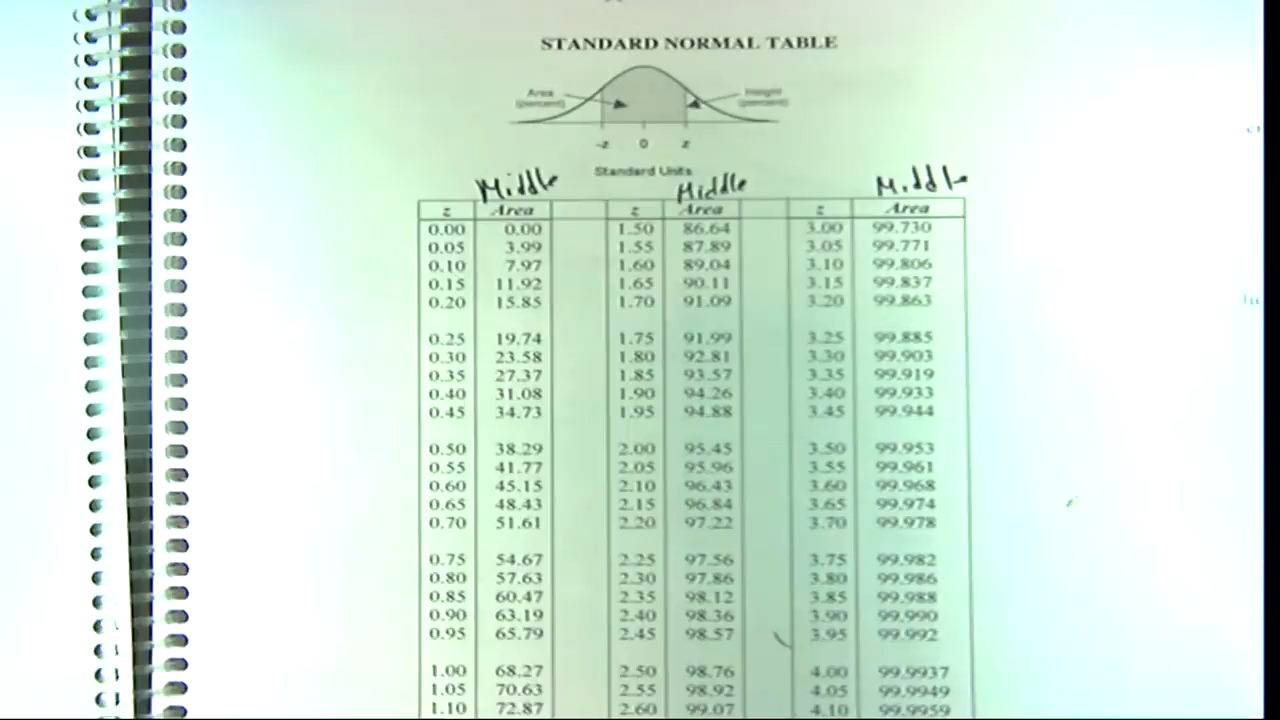 STANDARD NORMAL TABLE
Area Height
(percent) (percent)
-z 0 z
Standard Units
Middle Middle Middle
z Area z Area z Area
0.00 0.00 1.50 86.64 3.00 99.730
0.05 3.99 1.55 87.89 3.05 99.771
0.10 7.97 1.60 89.04 3.10 99.806
0.15 11.92 1.65 90.11 3.15 99.837
0.20 15.85 1.70 91.09 3.20 99.863
0.25 19.74 1.75 91.99 3.25 99.885
0.30 23.58 1.80 92.81 3.30 99.903
0.35 27.37 1.85 93.57 3.35 99.919
0.40 31.08 1.90 94.26 3.40 99.933
0.45 34.73 1.95 94.88 3.45 99.944
0.50 38.29 2.00 95.45 3.50 99.953
0.55 41.77 2.05 95.96 3.55 99.961
0.60 45.15 2.10 96.43 3.60 99.968
0.65 48.43 2.15 96.84 3.65 99.974
0.70 51.61 2.20 97.22 3.70 99.978
0.75 54.67 2.25 97.56 3.75 99.982
0.80 57.63 2.30 97.86 3.80 99.986
0.85 60.47 2.35 98.12 3.85 99.988
0.90 63.19 2.40 98.36 3.90 99.990
0.95 65.79 2.45 98.57 3.95 99.992
1.00 68.27 2.50 98.76 4.00 99.9937
1.05 70.63 2.55 98.92 4.05 99.9949
1.10 72.87 2.60 99.07 4.10 99.9959